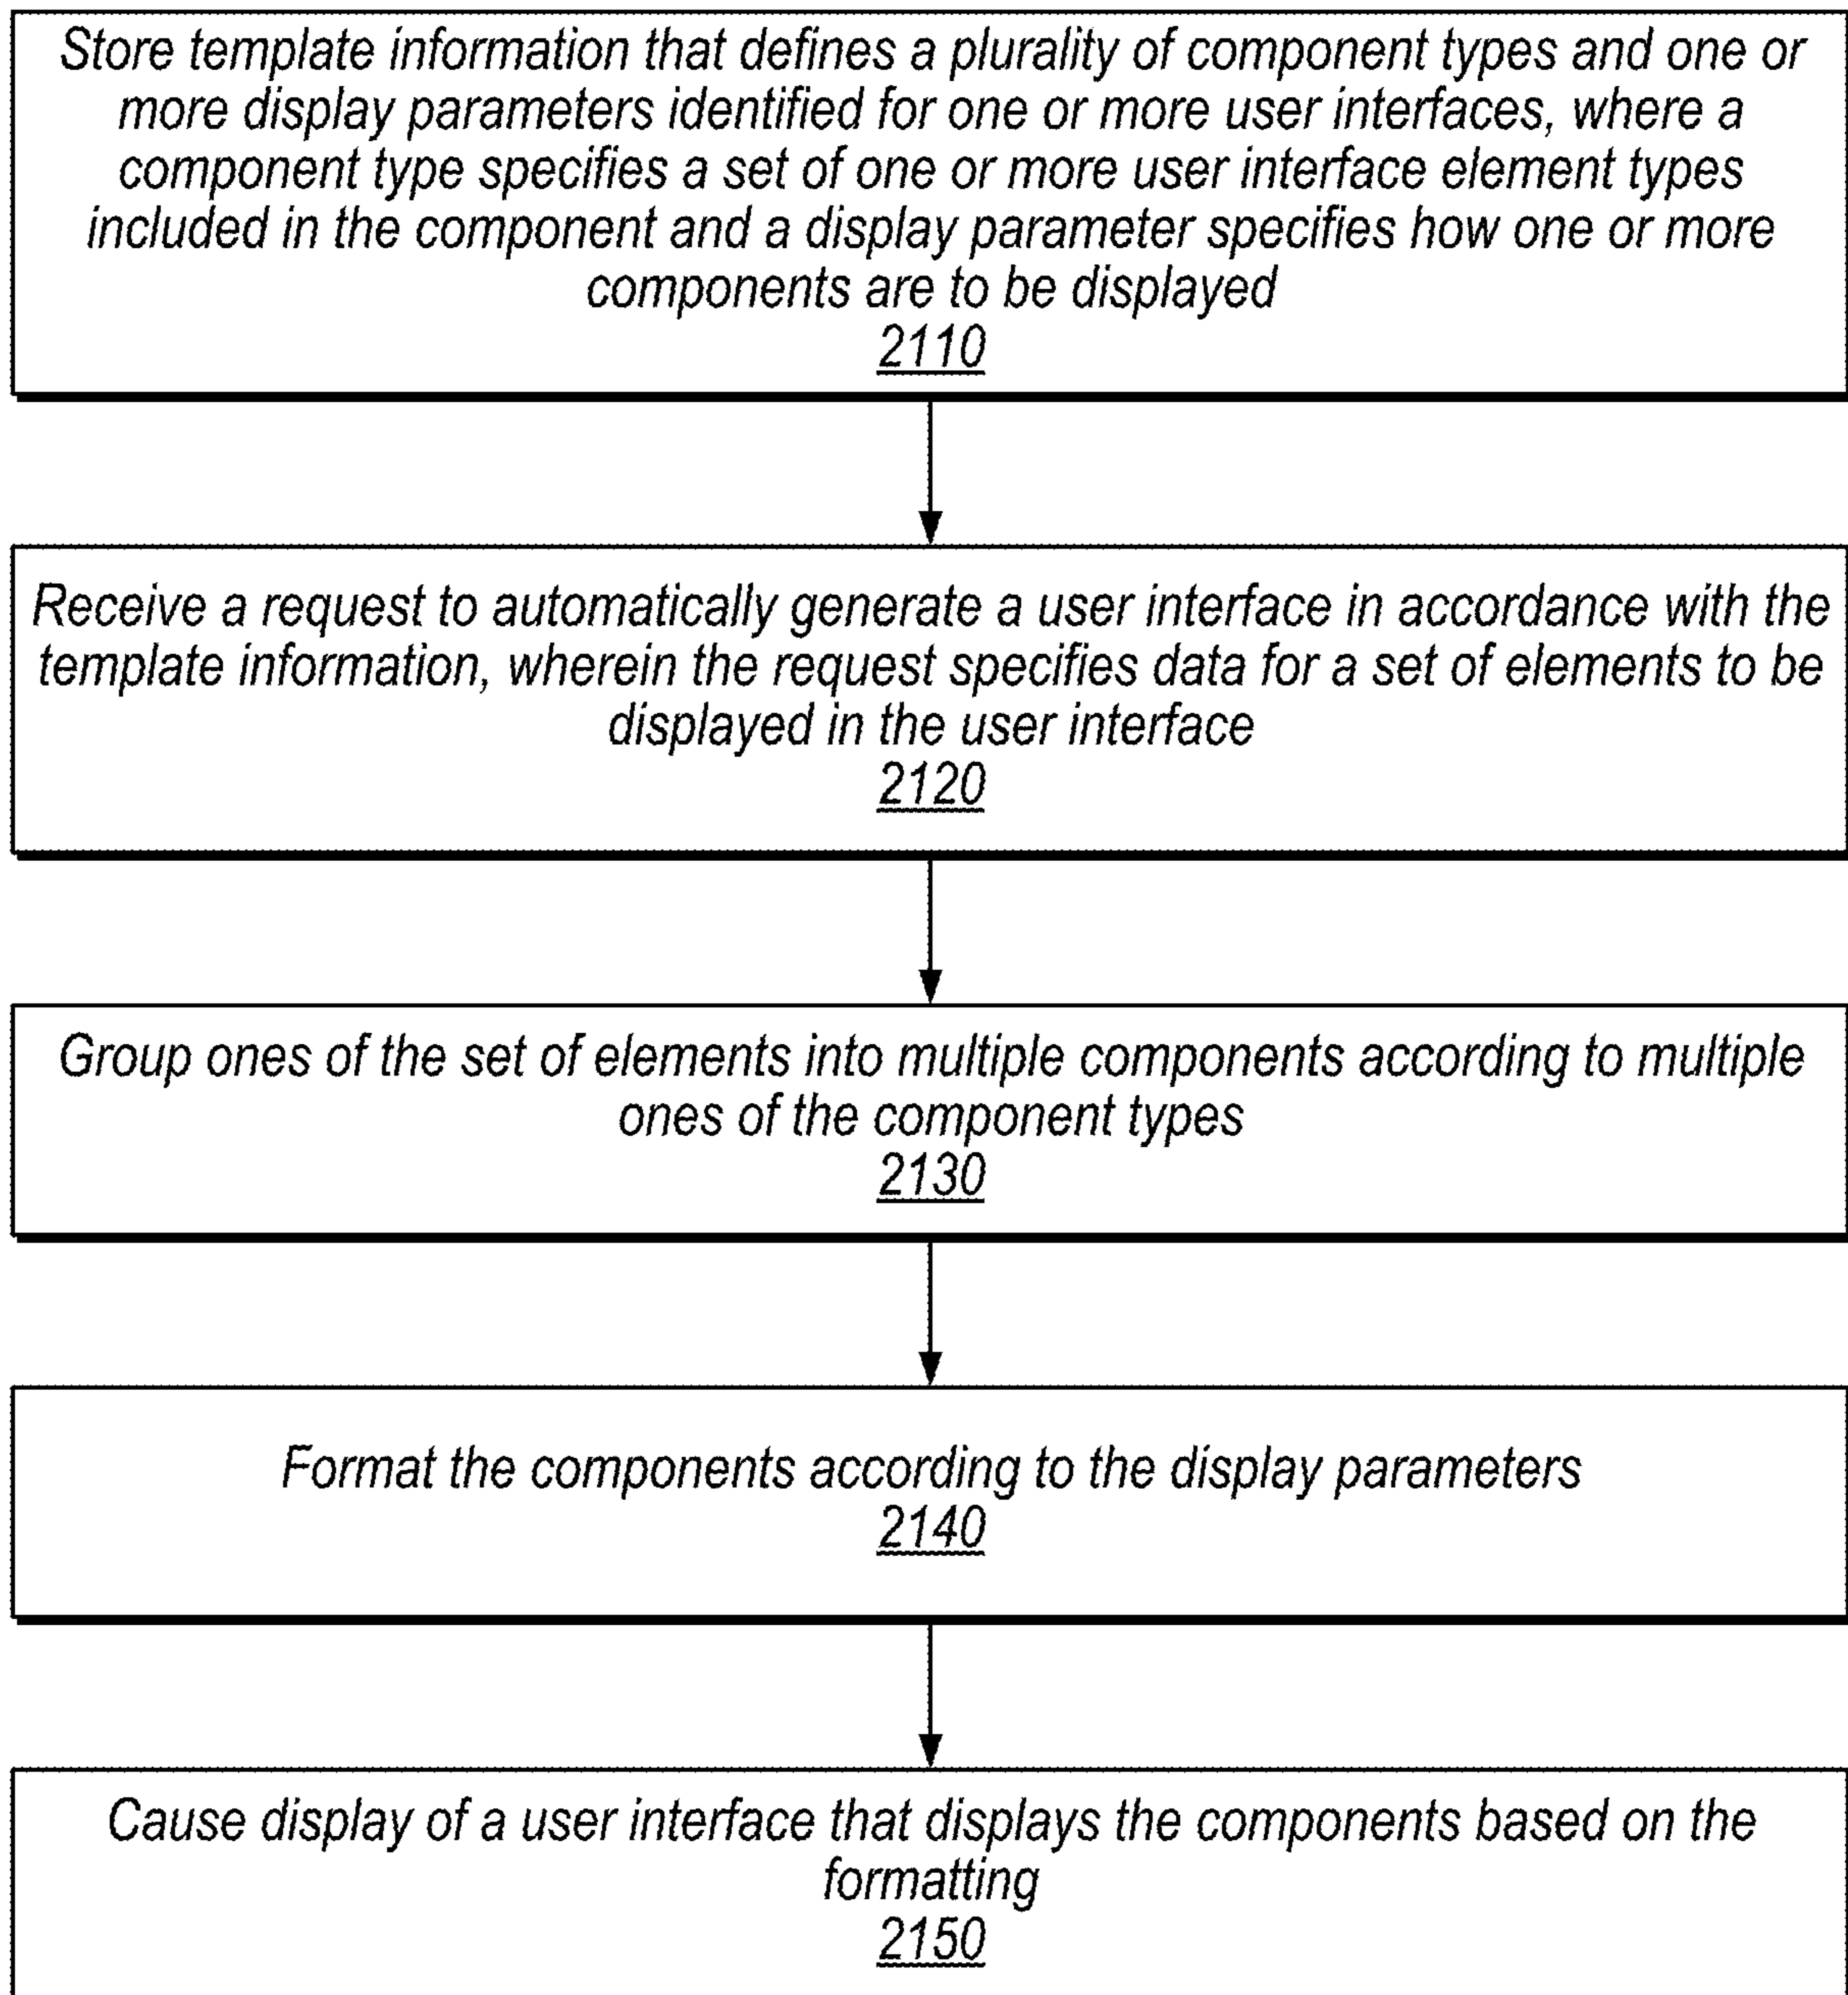 Store template information that defines a plurality of component types and one or
more display parameters identified for one or more user interfaces, where a
component type specifies a set of one or more user interface element types
included in the component and a display parameter specifies how one or more
components are to be displayed
2110
Receive a request to automatically generate a user interface in accordance with the
template information, wherein the request specifies data for a set of elements to be
displayed in the user interface
2120
Group ones of the set of elements into multiple components according to multiple
ones of the component types
2130
Format the components according to the display parameters
2140
Cause display of a user interface that displays the components based on the
formatting
2150